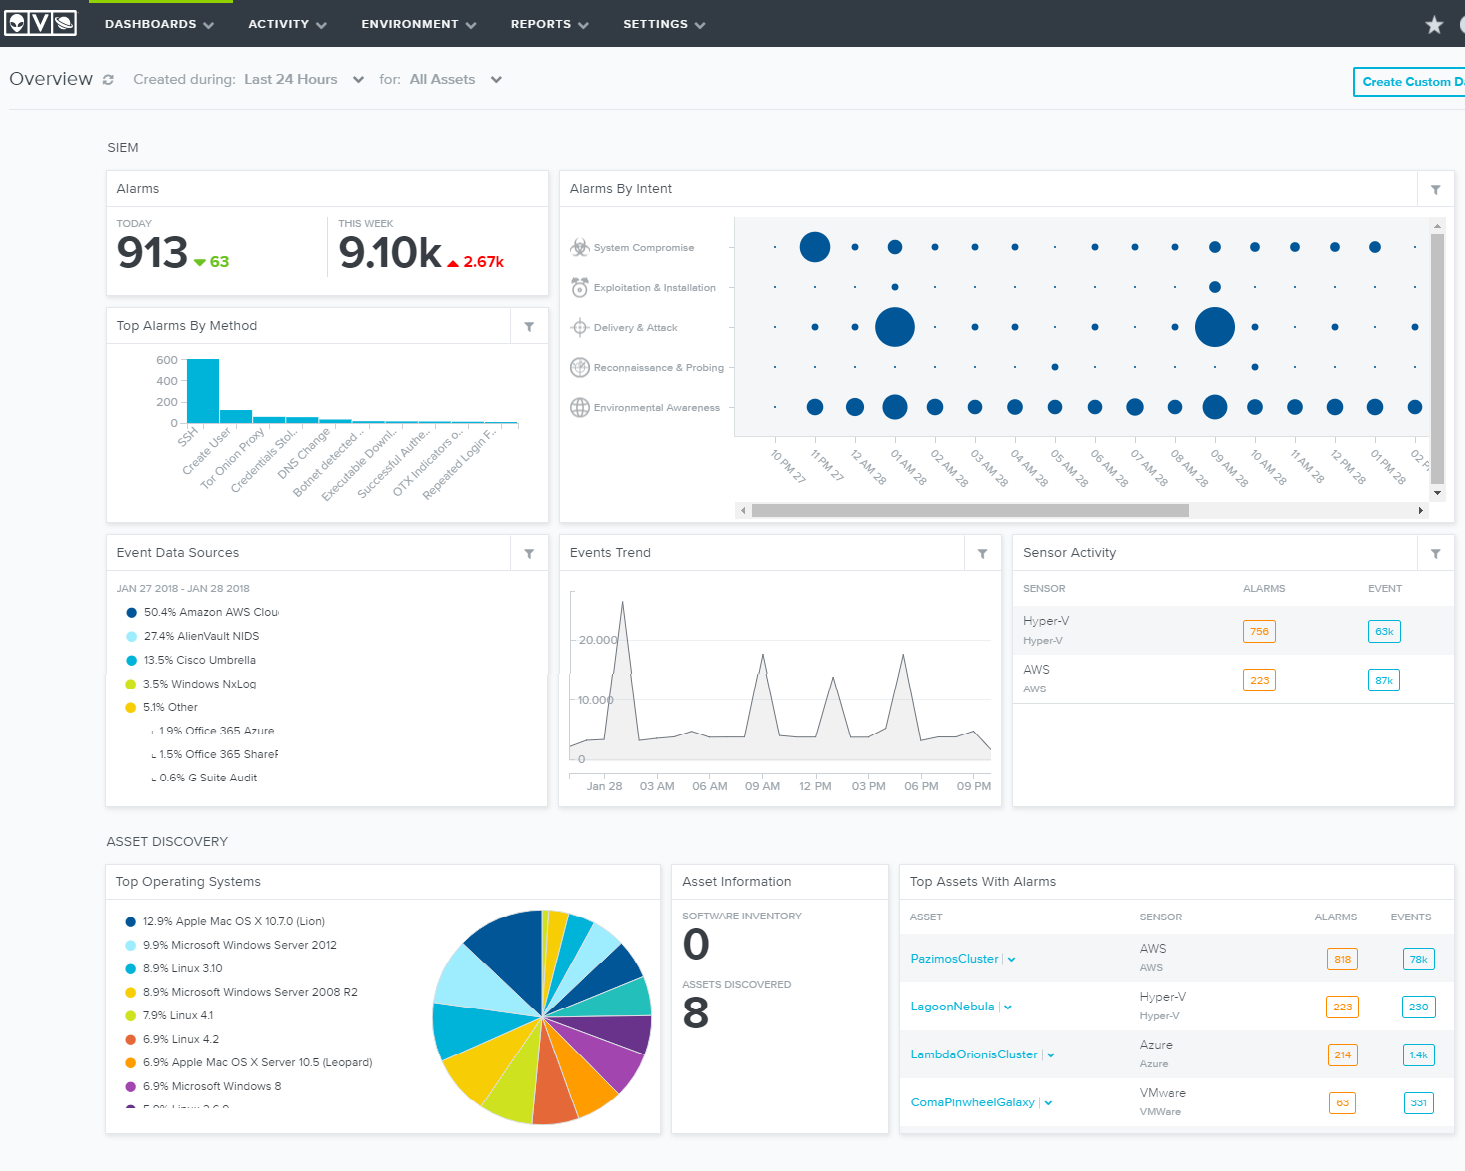 DASHBOARDS ACTIVITY ENVIRONMENT REPORTS SETTINGS
Overview Created during: Last 24 Hours for: All Assets
Create Custom Da
SIEM
Alarms
TODAY
913 63
THIS WEEK
9.10k 2.67k
Alarms By Intent
System Compromise
Exploitation & Installation
Delivery & Attack
Reconnaissance & Probing
Environmental Awareness
10 PM 27 11 PM 27 12 AM 28 01 AM 28 02 AM 28 03 AM 28 04 AM 28 05 AM 28 06 AM 28 07 AM 28 08 AM 28 09 AM 28 10 AM 28 11 AM 28 12 PM 28 01 PM 28 02 P
Top Alarms By Method
600
400
200
0
SSH Create User Tor Onion Proxy Credentials Stol.. DNS Change Botnet detected .. Executable Downl.. Successful Authe.. OTX Indicators o.. Repeated Login F..
Event Data Sources
JAN 27 2018 - JAN 28 2018
50.4% Amazon AWS Clou
27.4% AlienVault NIDS
13.5% Cisco Umbrella
3.5% Windows NxLog
5.1% Other
1.9% Office 365 Azure
1.5% Office 365 ShareP
0.6% G Suite Audit
Events Trend
20.000
10.000
0
Jan 28 03 AM 06 AM 09 AM 12 PM 03 PM 06 PM 09 PM
Sensor Activity
SENSOR ALARMS EVENT
Hyper-V
Hyper-V
756 63k
AWS
AWS
223 87k
ASSET DISCOVERY
Top Operating Systems
12.9% Apple Mac OS X 10.7.0 (Lion)
9.9% Microsoft Windows Server 2012
8.9% Linux 3.10
8.9% Microsoft Windows Server 2008 R2
7.9% Linux 4.1
6.9% Linux 4.2
6.9% Apple Mac OS X Server 10.5 (Leopard)
6.9% Microsoft Windows 8
5.9% Linux 2.6.9
Asset Information
SOFTWARE INVENTORY
0
ASSETS DISCOVERED
8
Top Assets With Alarms
ASSET SENSOR ALARMS EVENTS
PazimosCluster AWS 818 78k
AWS
LagoonNebula Hyper-V 223 230
Hyper-V
LambdaOrionisCluster Azure 214 1.4k
Azure
ComaPinwheelGalaxy VMware 63 331
VMWare